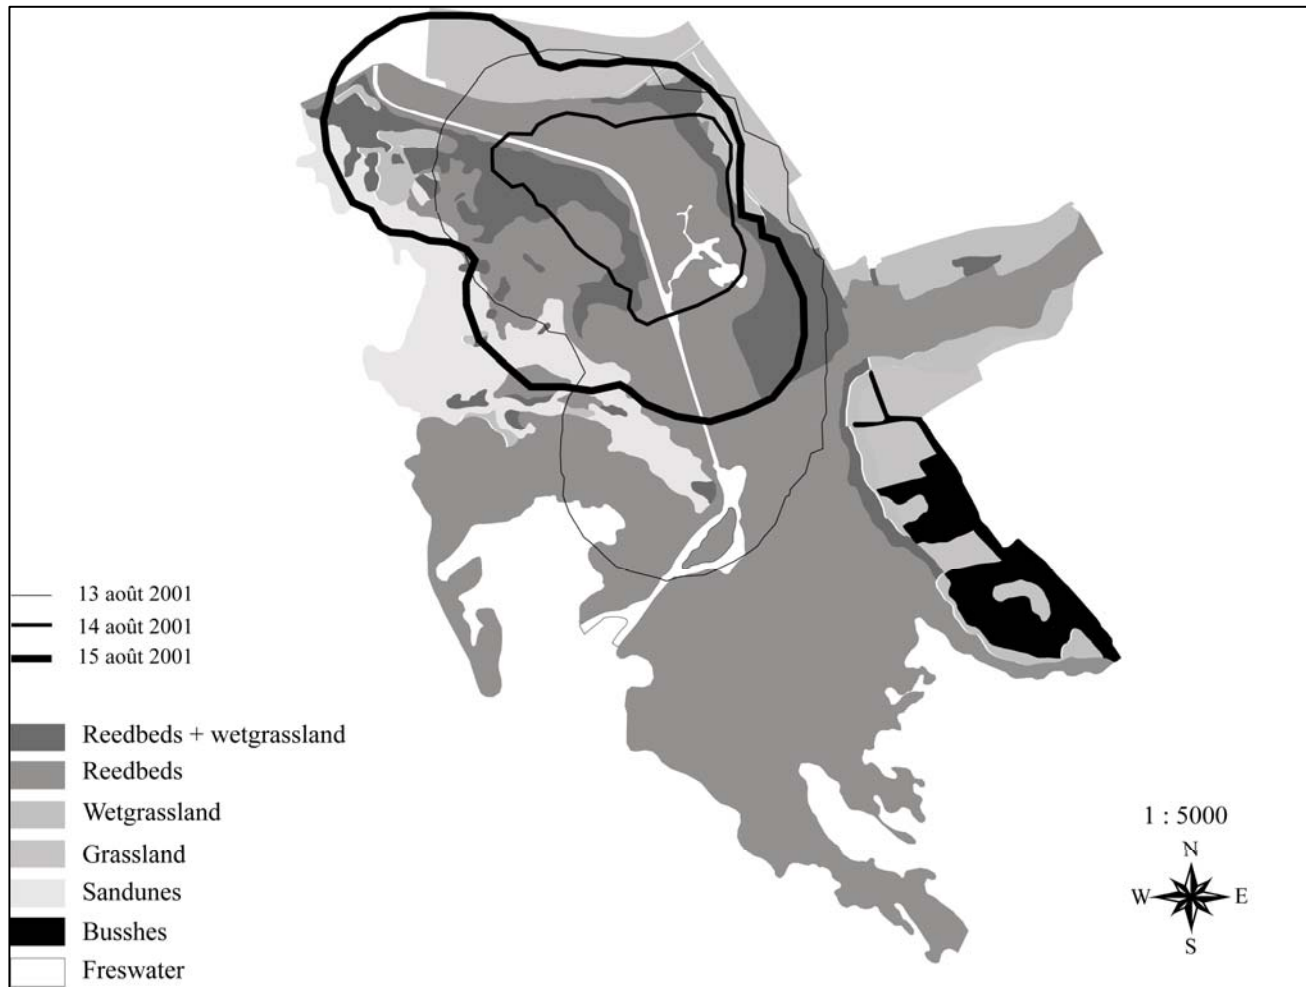 13 août 2001
14 août 2001
15 août 2001
Reedbeds + wetgrassland
Reedbeds
Wetgrassland
Grassland
Sandunes
Busshes
Freswater
1 : 5000
N
W E
S